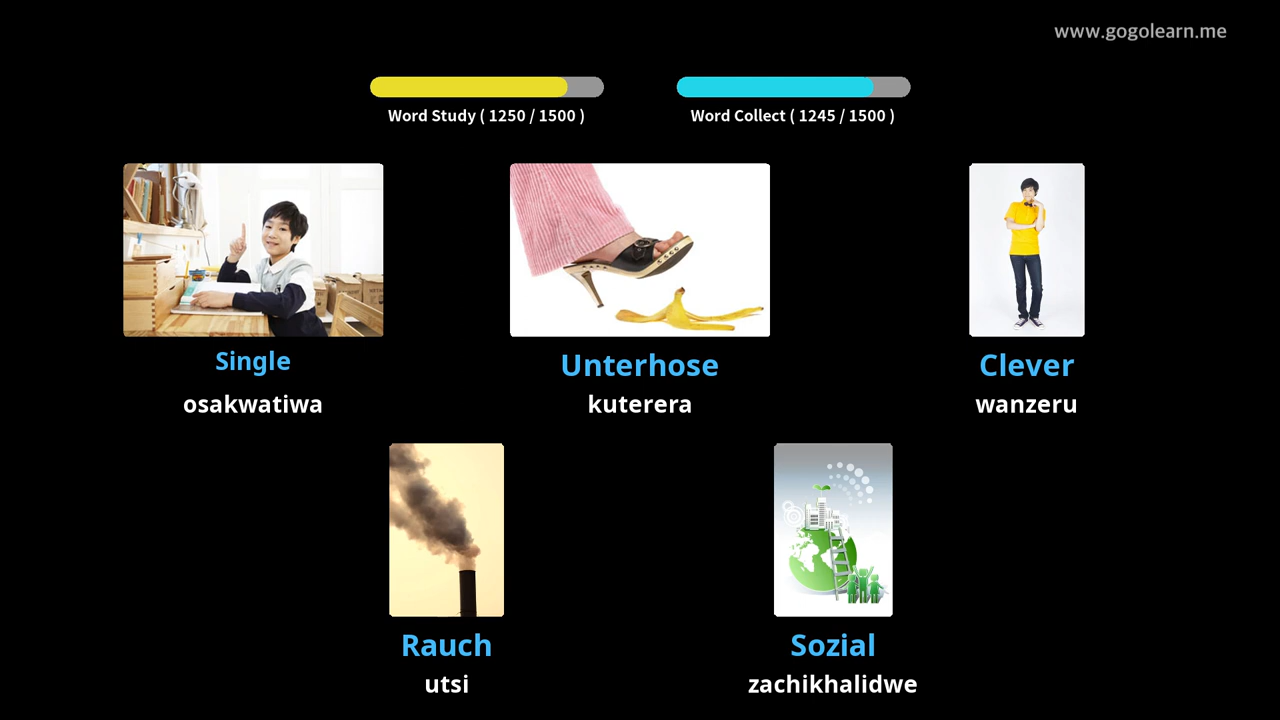 www.gogolearn.me
Word Study ( 1250 / 1500 )
Word Collect ( 1245 / 1500 )
Single
osakwatiwa
Unterhose
kuterera
Clever
wanzeru
Rauch
utsi
Sozial
zachikhalidwe